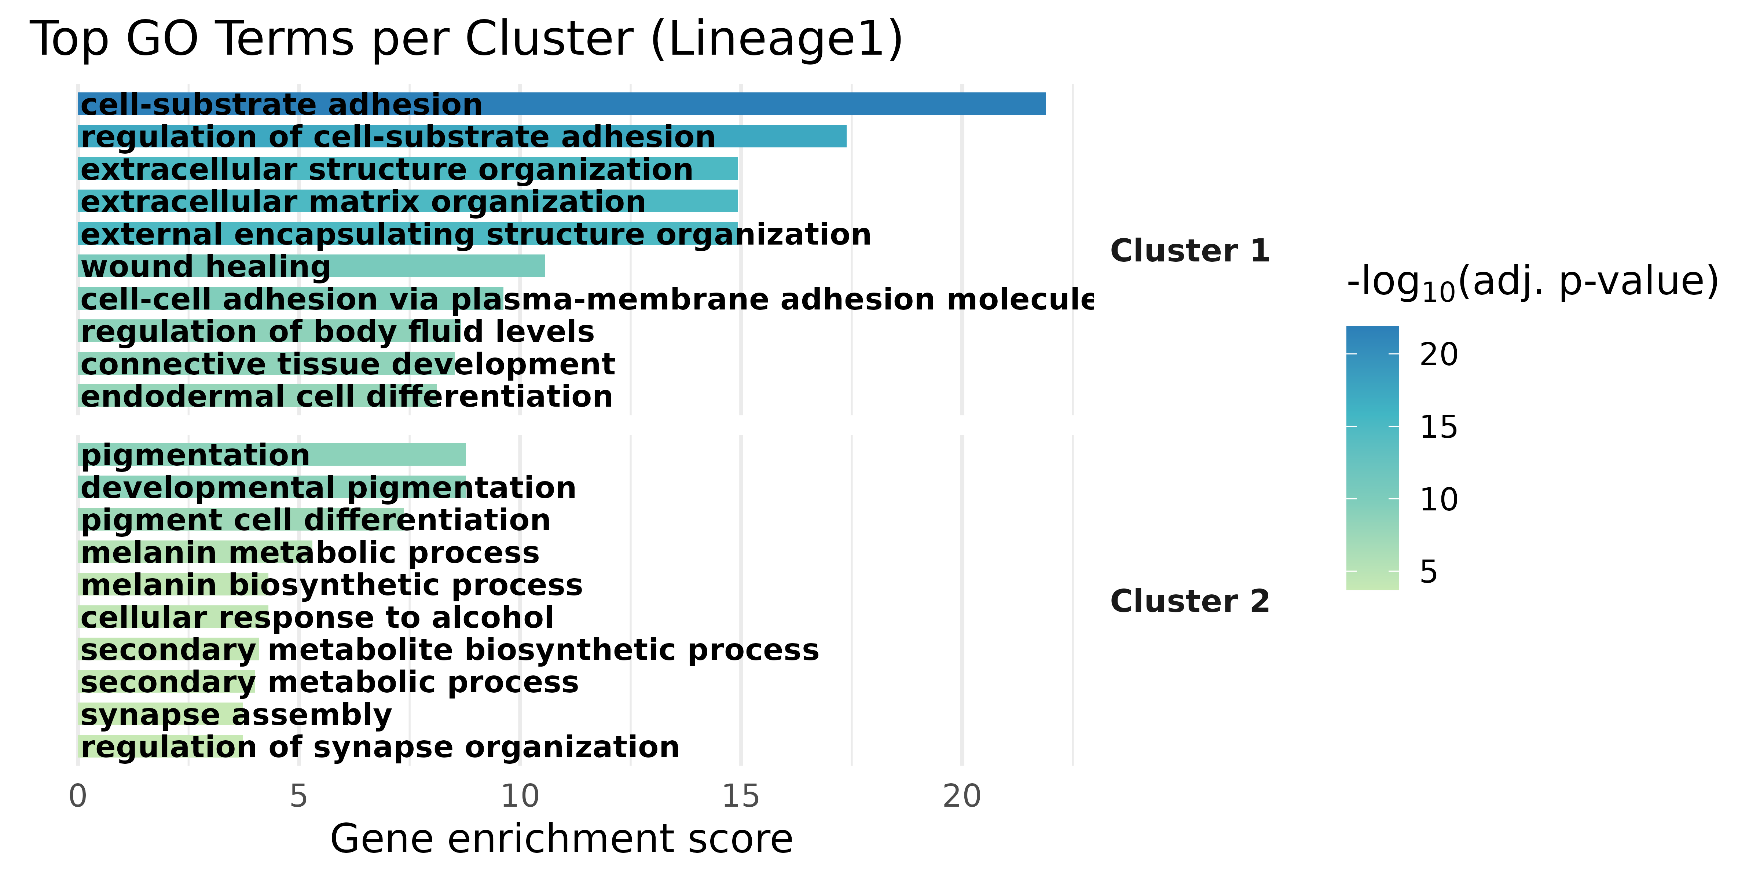 Top GO Terms per Cluster (Lineage1)
cell-substrate adhesion
regulation of cell-substrate adhesion
extracellular structure organization
extracellular matrix organization
external encapsulating structure organization
wound healing
cell-cell adhesion via plasma-membrane adhesion molecule
regulation of body fluid levels
connective tissue development
endodermal cell differentiation
Cluster 1
pigmentation
developmental pigmentation
pigment cell differentiation
melanin metabolic process
melanin biosynthetic process
cellular response to alcohol
secondary metabolite biosynthetic process
secondary metabolic process
synapse assembly
regulation of synapse organization
Cluster 2
0 5 10 15 20
Gene enrichment score
-log₁₀(adj. p-value)
20
15
10
5